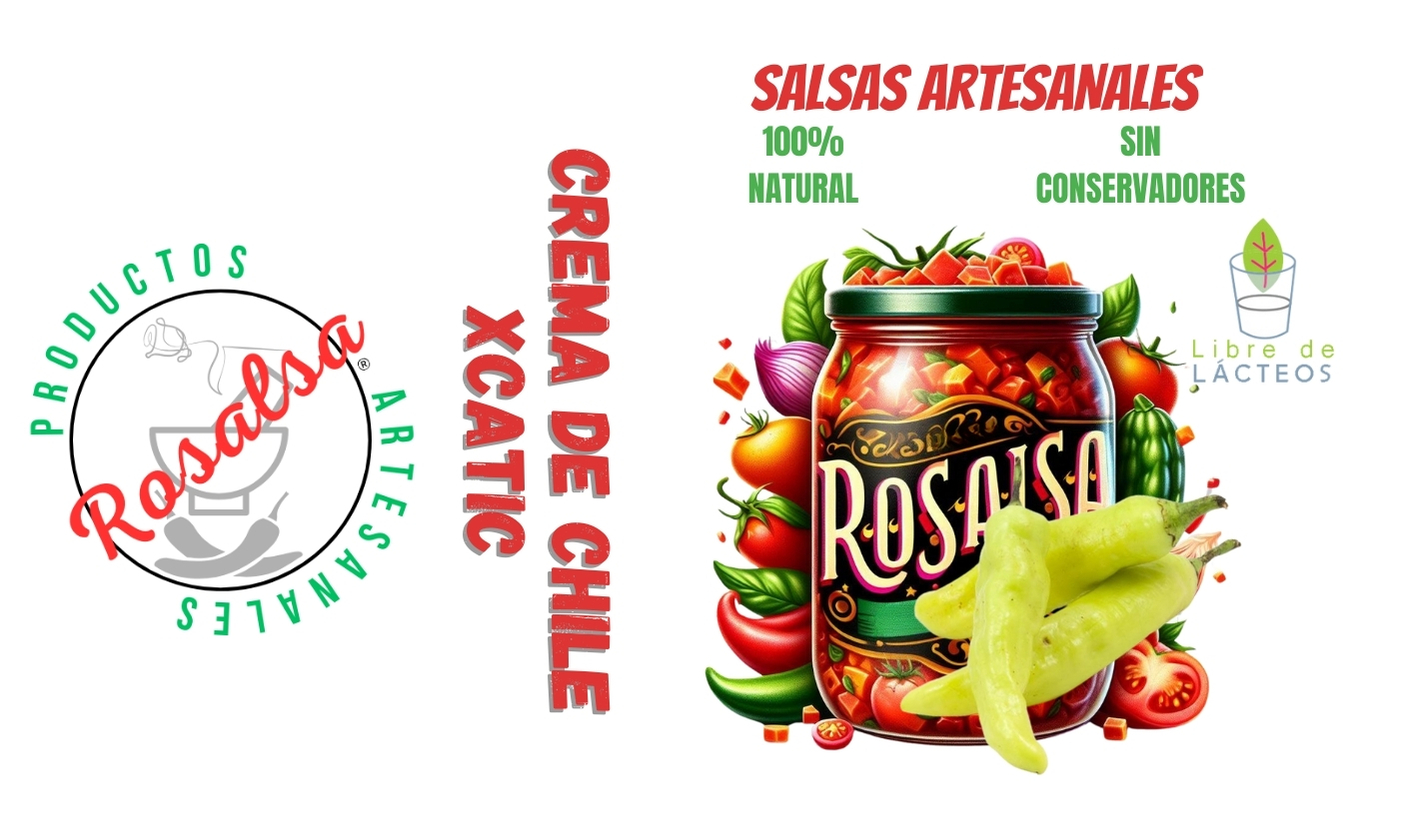 PRODUCTOS ARTESANALES
Rosalsa
®
CREMA DE CHILE
XCATIC
SALSAS ARTESANALES
100%
NATURAL
SIN
CONSERVADORES
Libre de
LÁCTEOS
ROSALSA